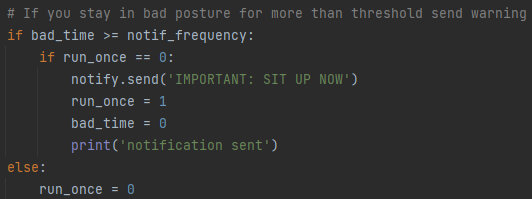 # If you stay in bad posture for more than threshold send warning
if bad_time >= notif_frequency:
    if run_once == 0:
        notify.send('IMPORTANT: SIT UP NOW')
        run_once = 1
        bad_time = 0
        print('notification sent')
else:
    run_once = 0